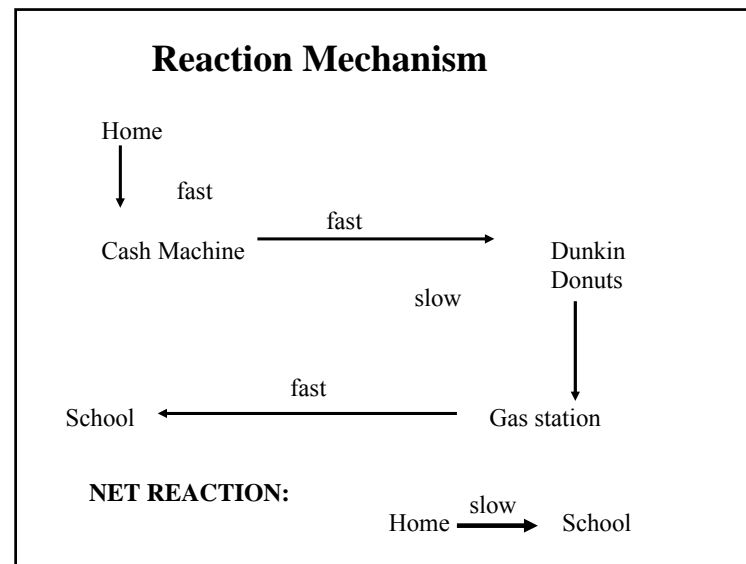 Reaction Mechanism
Home
fast
fast
Cash Machine
Dunkin
Donuts
slow
fast
School
Gas station
NET REACTION:
slow
Home
School